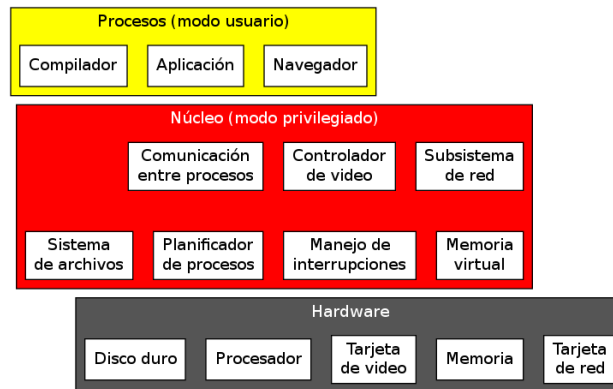 Procesos (modo usuario)
Compilador
Aplicación
Navegador
Núcleo (modo privilegiado)
Comunicación
entre procesos
Controlador
de video
Subsistema
de red
Sistema
de archivos
Planificador
de procesos
Manejo de
interrupciones
Memoria
virtual
Hardware
Disco duro
Procesador
Tarjeta
de video
Memoria
Tarjeta
de red